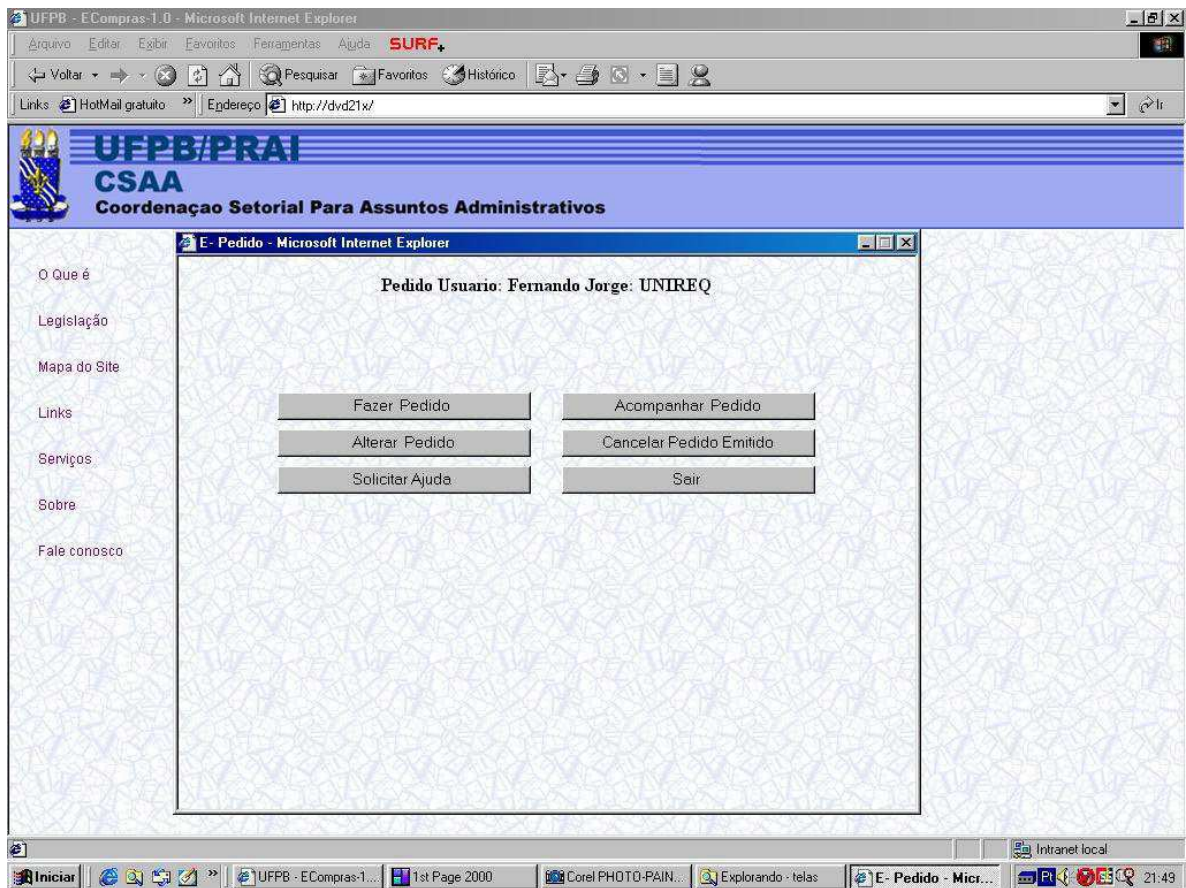 UFPB - ECompras-1.0 - Microsoft Internet Explorer
Arquivo Editar Exibir Favoritos Ferramentas Ajuda SURF+
Voltar Pesquisar Favoritos Histórico
Links HotMail gratuito » Endereço http://dvd21x/ Ir
UFPB/PRAI
CSAA
Coordenaçao Setorial Para Assuntos Administrativos
E- Pedido - Microsoft Internet Explorer
Pedido Usuario: Fernando Jorge: UNIREQ
O Que é
Legislação
Mapa do Site
Links
Serviços
Sobre
Fale conosco
Fazer Pedido Acompanhar Pedido
Alterar Pedido Cancelar Pedido Emitido
Solicitar Ajuda Sair
Intranet local
Iniciar » UFPB - ECompras-1... 1st Page 2000 Corel PHOTO-PAIN... Explorando - telas E- Pedido - Micr... Pt 21:49